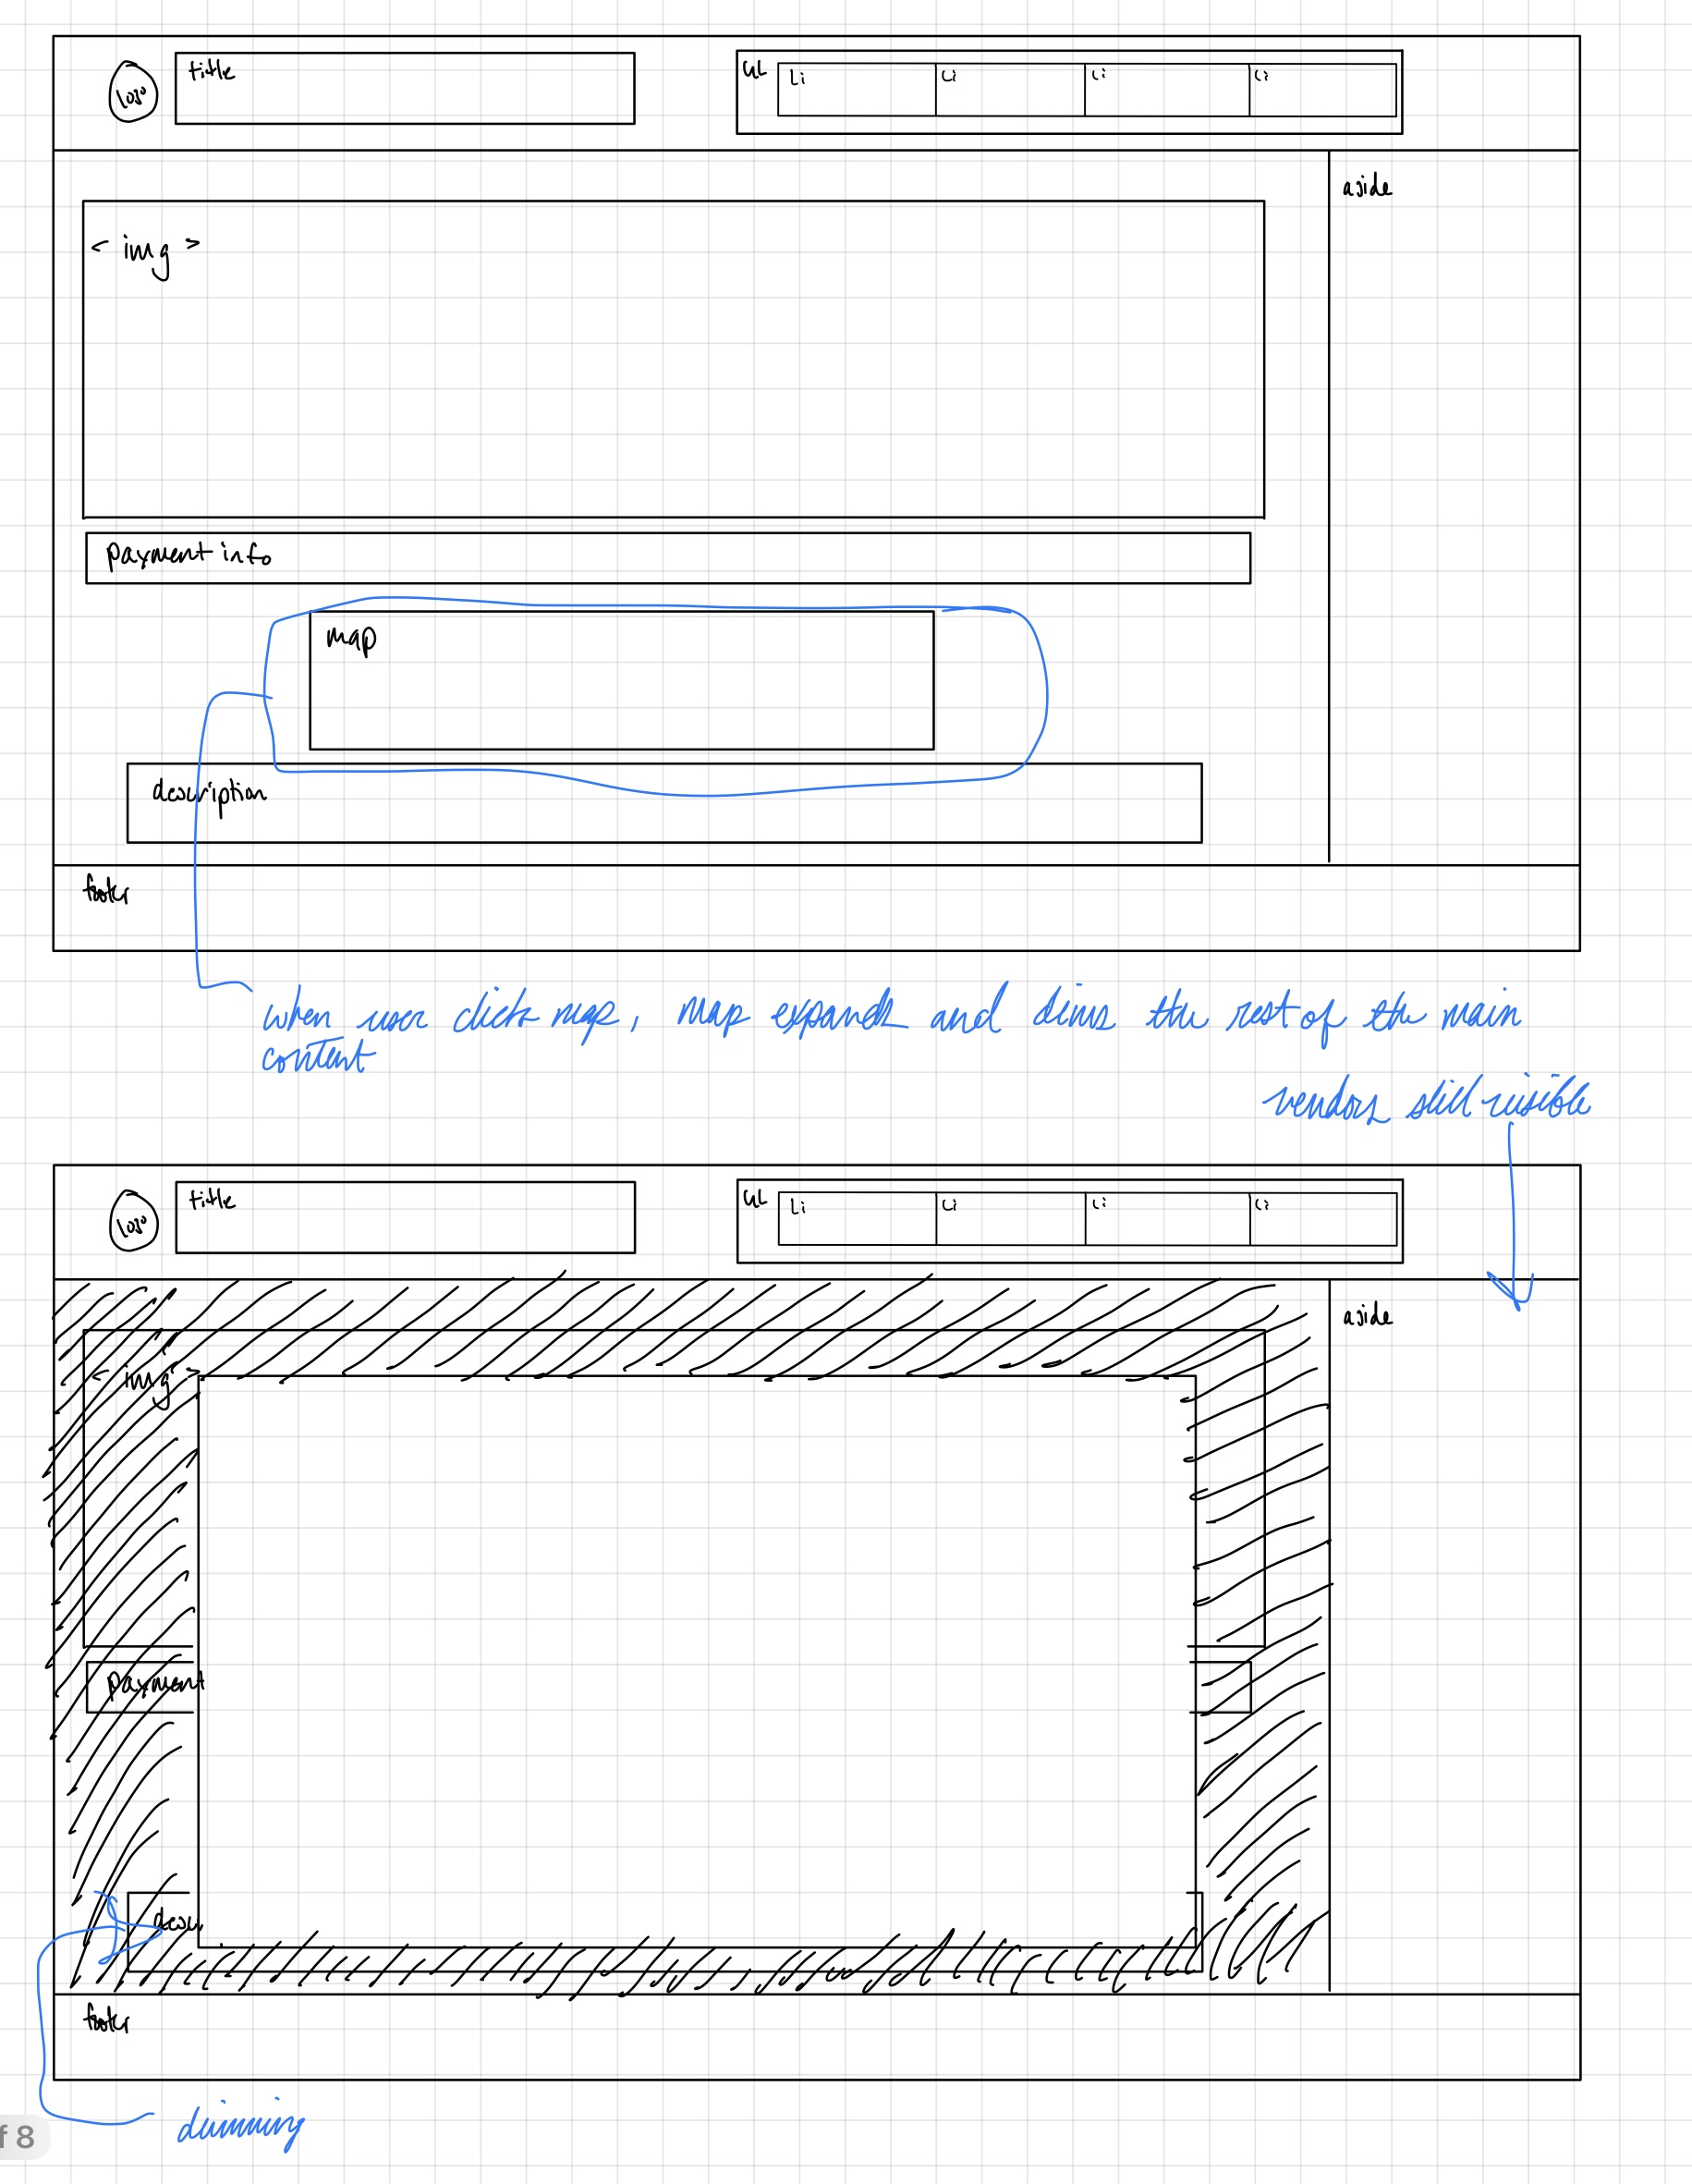 logo
title
UL
Li
Li
Li
Li
aside
< img >
payment info
map
description
footer
when user clicks map, map expands and dims the rest of the main
content
vendors still visible
logo
title
UL
Li
Li
Li
Li
aside
< img >
payment
desc
footer
dimming
f 8